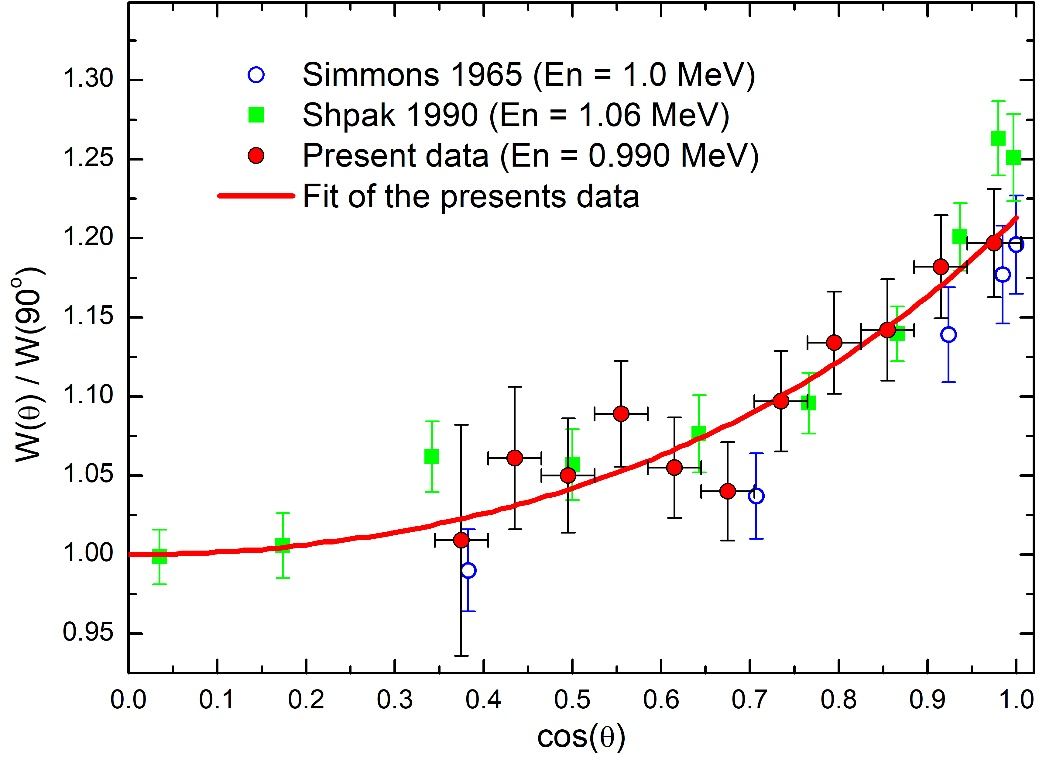 Simmons 1965 (En = 1.0 MeV)
Shpak 1990 (En = 1.06 MeV)
Present data (En = 0.990 MeV)
Fit of the presents data
W(θ) / W(90°)
1.30
1.25
1.20
1.15
1.10
1.05
1.00
0.95
0.0 0.1 0.2 0.3 0.4 0.5 0.6 0.7 0.8 0.9 1.0
cos(θ)